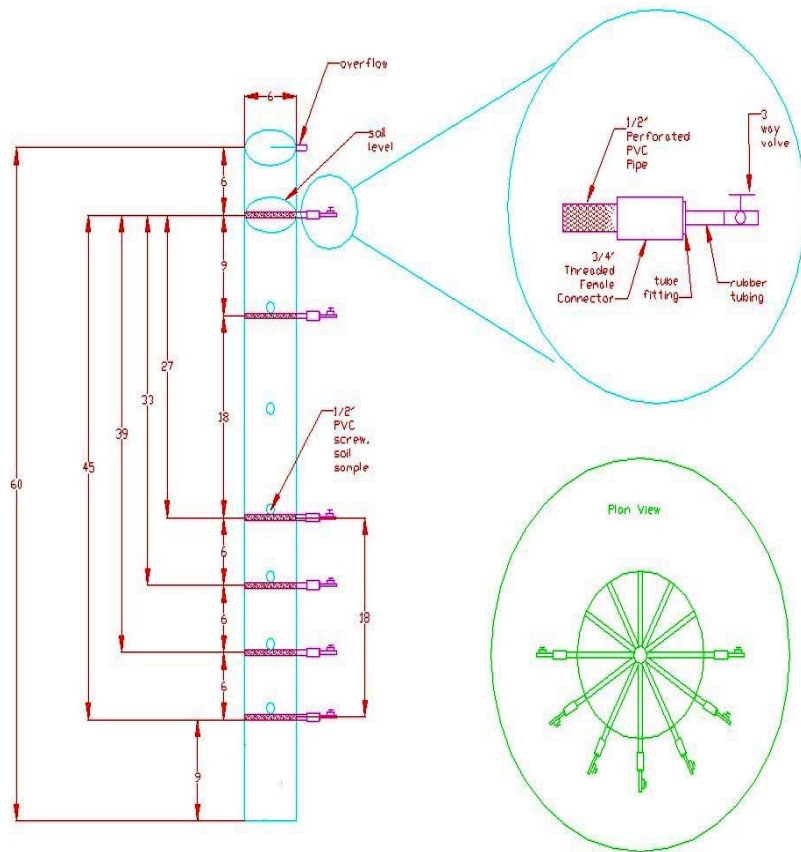 overflow
6
soil
level
6
9
27
18
33
39
45
60
1/2"
PVC
screw,
soil
sample
6
6
6
18
9
1/2"
Perforated
PVC
Pipe
3
way
valve
3/4"
Threaded
Female
Connector
tube
fitting
rubber
tubing
Plan View